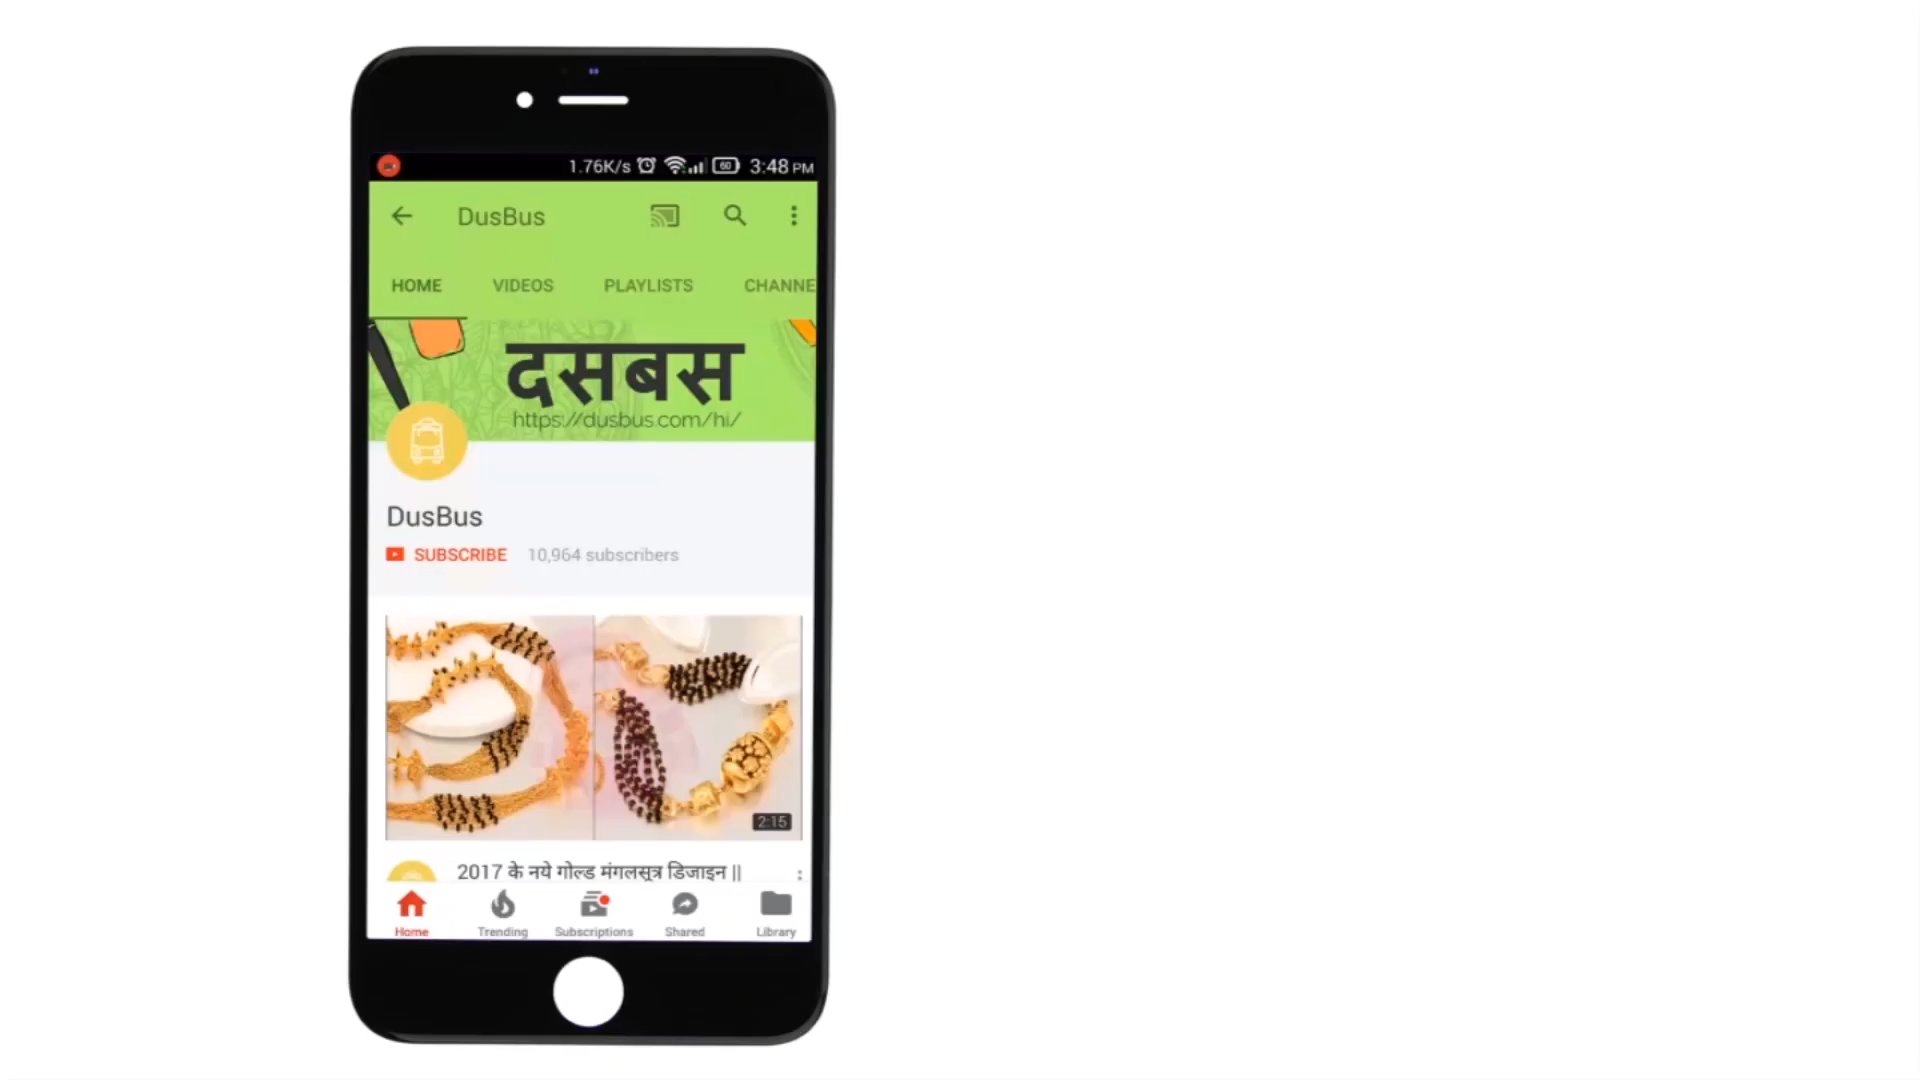 1.76K/s 60 3:48 PM
DusBus
HOME VIDEOS PLAYLISTS CHANNE
दसबस
https://dusbus.com/hi/
DusBus
SUBSCRIBE 10,964 subscribers
2:15
2017 के नये गोल्ड मंगलसूत्र डिजाइन ||
Home Trending Subscriptions Shared Library